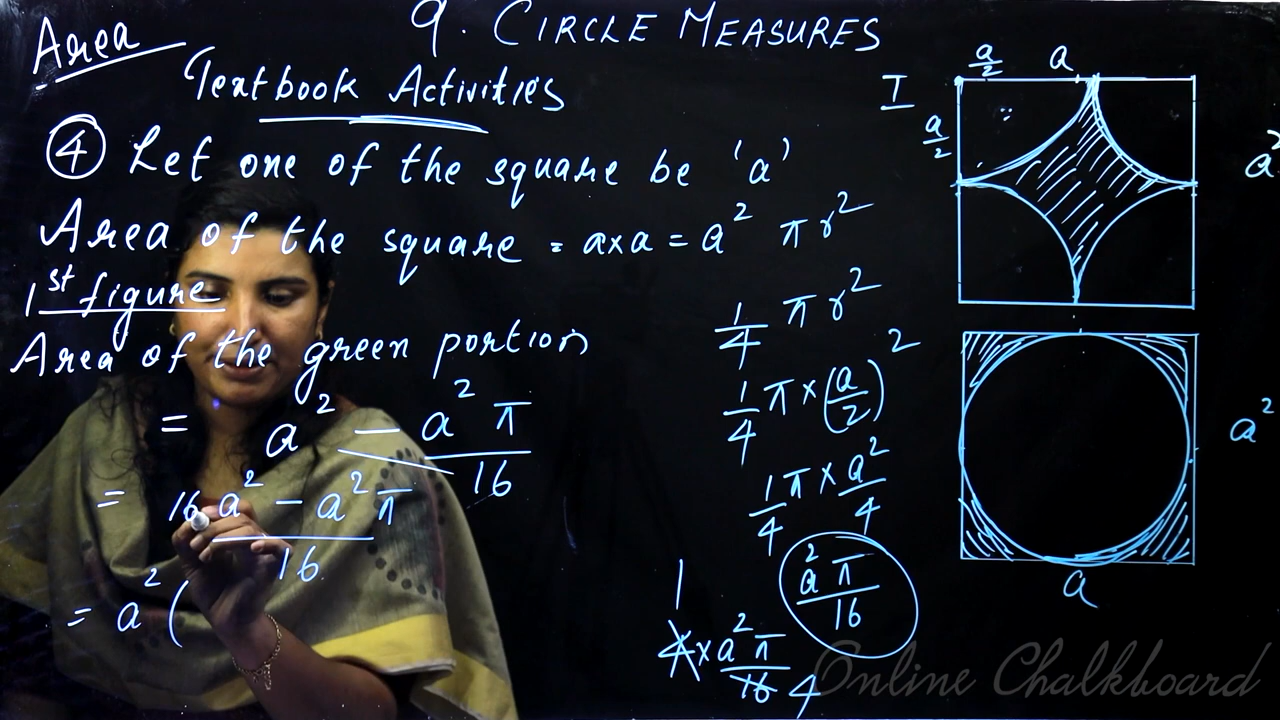 9. CIRCLE MEASURES
Area
Textbook Activities
④ Let one of the square be 'a'
Area of the square = a×a = a²
1st figure
Area of the green portion
= a² − a²π/16
= 16a² − a²π/16
= a² (
πr²
1/4 πr²
1/4 π×(a/2)²
1/4 π×a²/4
a²π/16
1
4×a²π/16 4
I
a/2 a
a/2
a²
a²
a
Online Chalkboard